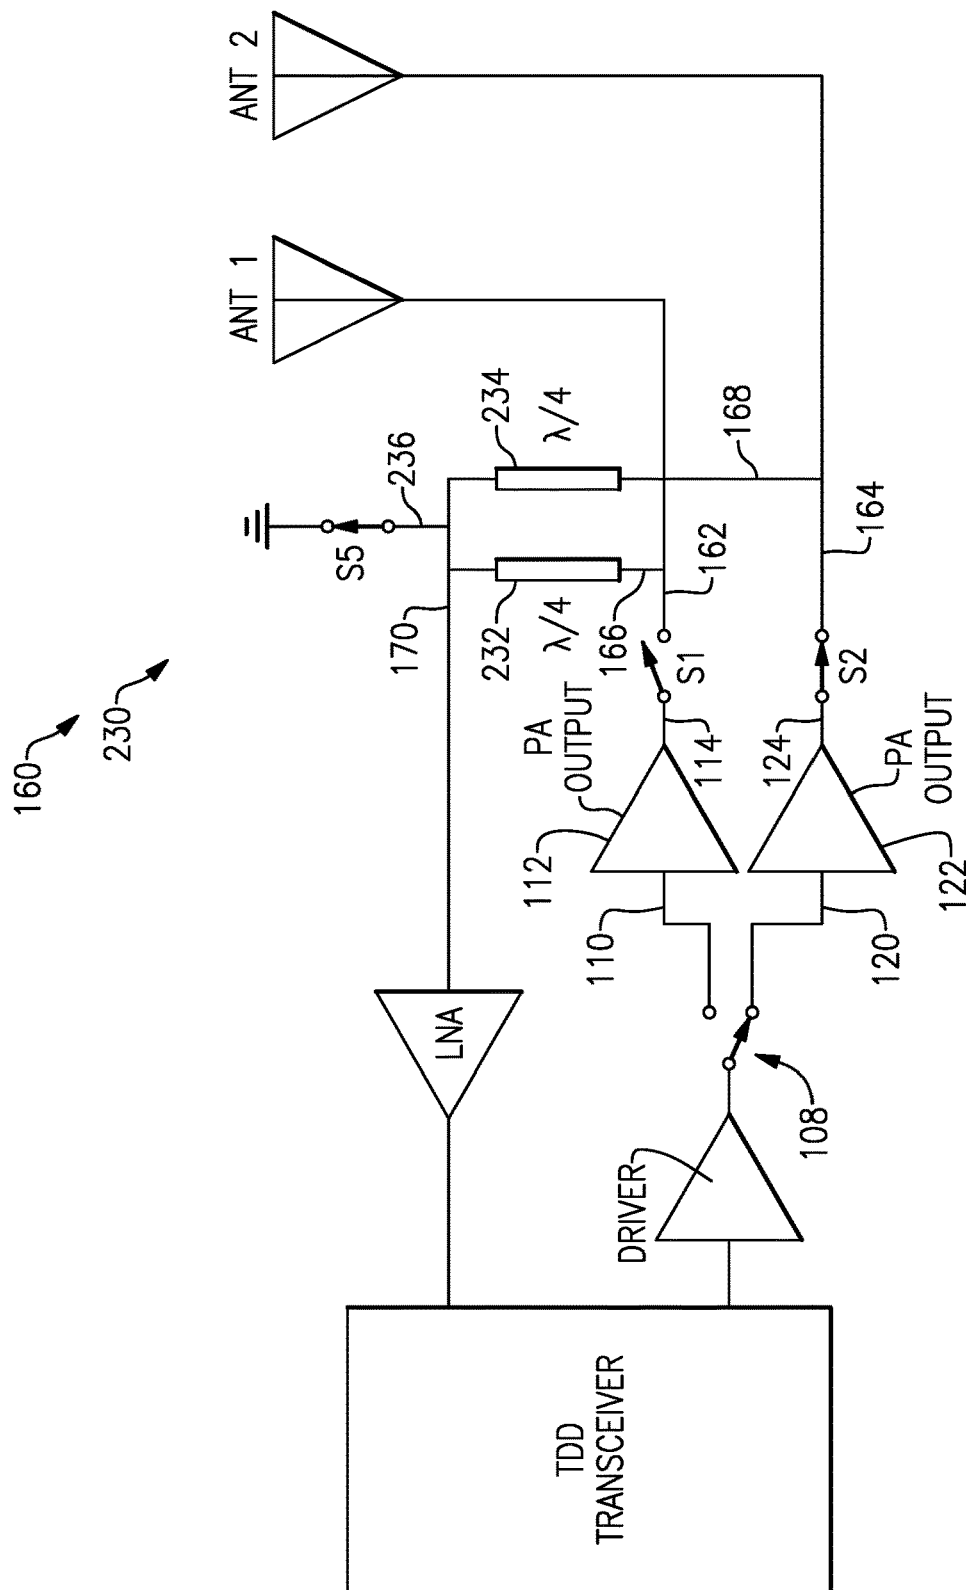 160
230
ANT 1
ANT 2
S5
236
170
232
λ/4
234
λ/4
166
162
168
164
S1
S2
PA
OUTPUT
114
124
PA
OUTPUT
112
122
110
120
LNA
108
DRIVER
TDD
TRANSCEIVER